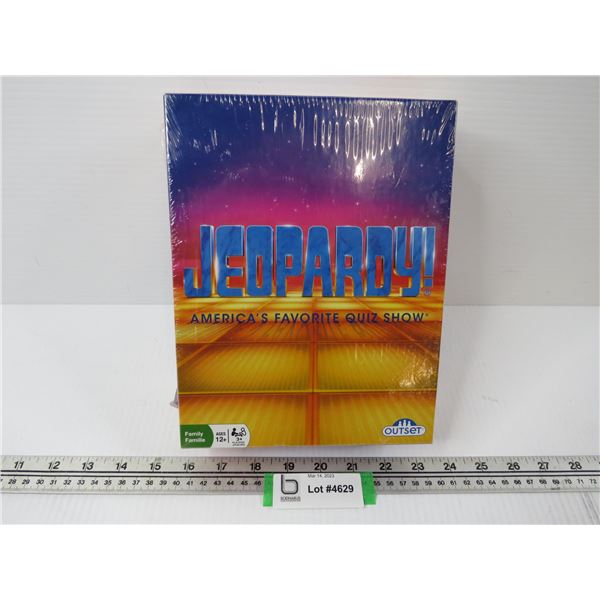 JEOPARDY!
AMERICA'S FAVORITE QUIZ SHOW®
Family
Famille
AGES
12+
3+
OUTSET
11 12 13 14 15 16 17 18 19 20 21 22 23 24 25 26 27 28
Mar 14, 2023
Lot #4629
b